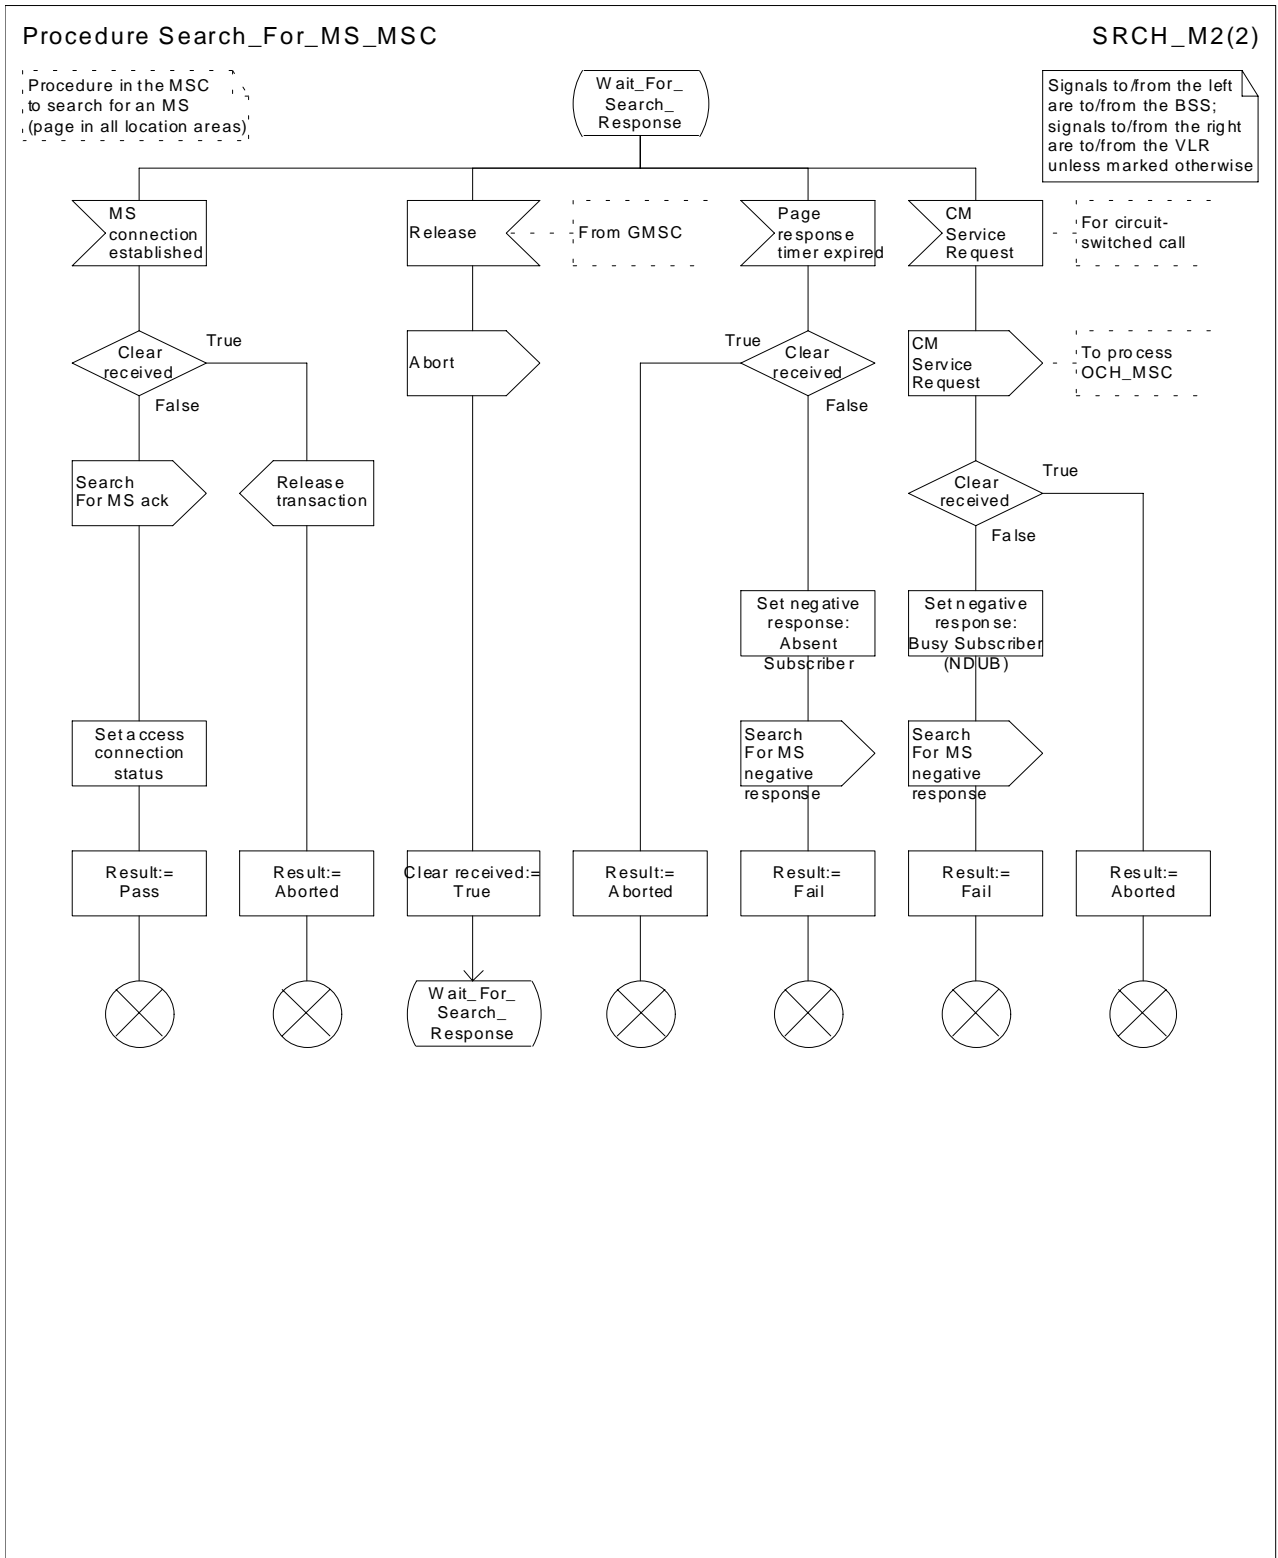 Procedure Search_For_MS_MSC
SRCH_M2(2)
Procedure in the MSC
to search for an MS
(page in all location areas)
Wait_For_
Search_
Response
Signals to/from the left
are to/from the BSS;
signals to/from the right
are to/from the VLR
unless marked otherwise
MS
connection
established
Release
From GMSC
Page
response
timer expired
CM
Service
Request
For circuit-
switched call
Clear
received
True
False
Abort
True
Clear
received
False
CM
Service
Request
To process
OCH_MSC
Search
For MS ack
Release
transaction
Clear
received
True
False
Set negative
response:
Absent
Subscriber
Set negative
response:
Busy Subscriber
(NDUB)
Set access
connection
status
Search
For MS
negative
response
Search
For MS
negative
response
Result:=
Pass
Result:=
Aborted
Clear received:=
True
Result:=
Aborted
Result:=
Fail
Result:=
Fail
Result:=
Aborted
Wait_For_
Search_
Response